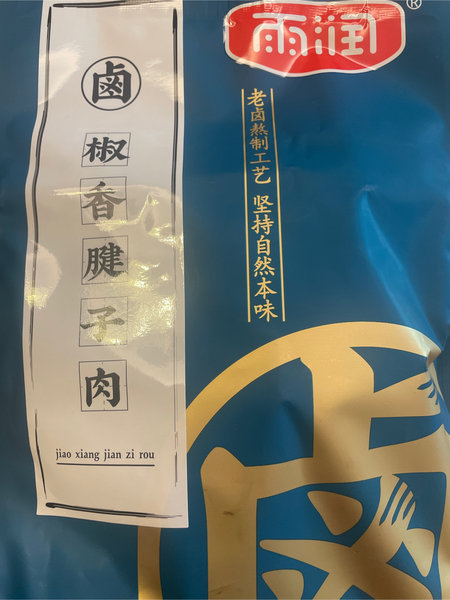 雨润®
卤
椒香腱子肉
jiao xiang jian zi rou
老卤熬制工艺 坚持自然本味
卤